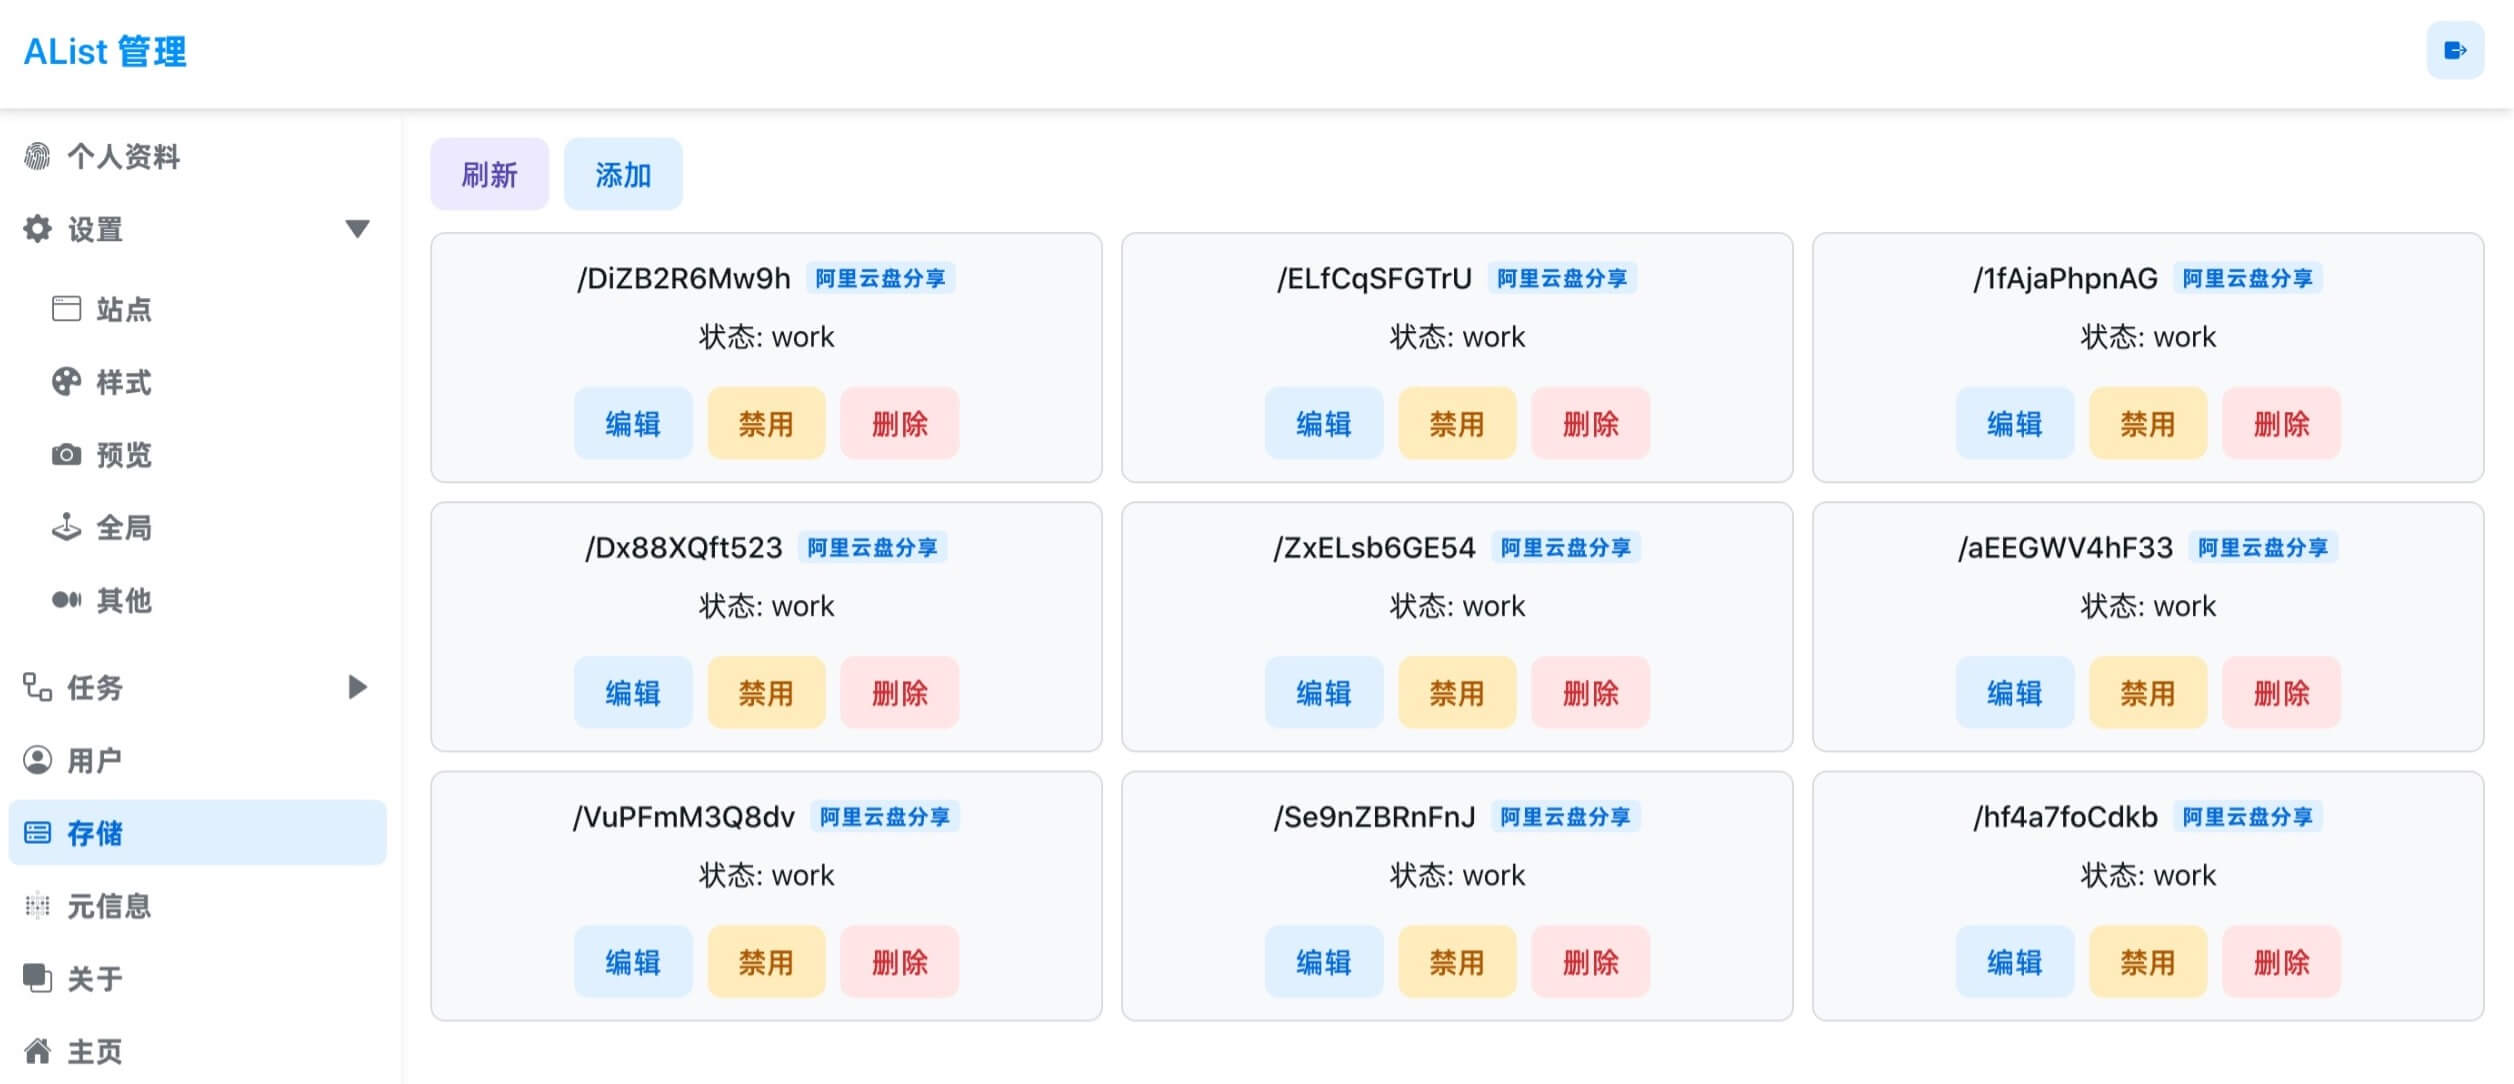 AList 管理
个人资料
设置
站点
样式
预览
全局
其他
任务
用户
存储
元信息
关于
主页
刷新 添加
/DiZB2R6Mw9h 阿里云盘分享
状态: work
编辑 禁用 删除
/ELfCqSFGTrU 阿里云盘分享
状态: work
编辑 禁用 删除
/1fAjaPhpnAG 阿里云盘分享
状态: work
编辑 禁用 删除
/Dx88XQft523 阿里云盘分享
状态: work
编辑 禁用 删除
/ZxELsb6GE54 阿里云盘分享
状态: work
编辑 禁用 删除
/aEEGWV4hF33 阿里云盘分享
状态: work
编辑 禁用 删除
/VuPFmM3Q8dv 阿里云盘分享
状态: work
编辑 禁用 删除
/Se9nZBRnFnJ 阿里云盘分享
状态: work
编辑 禁用 删除
/hf4a7foCdkb 阿里云盘分享
状态: work
编辑 禁用 删除